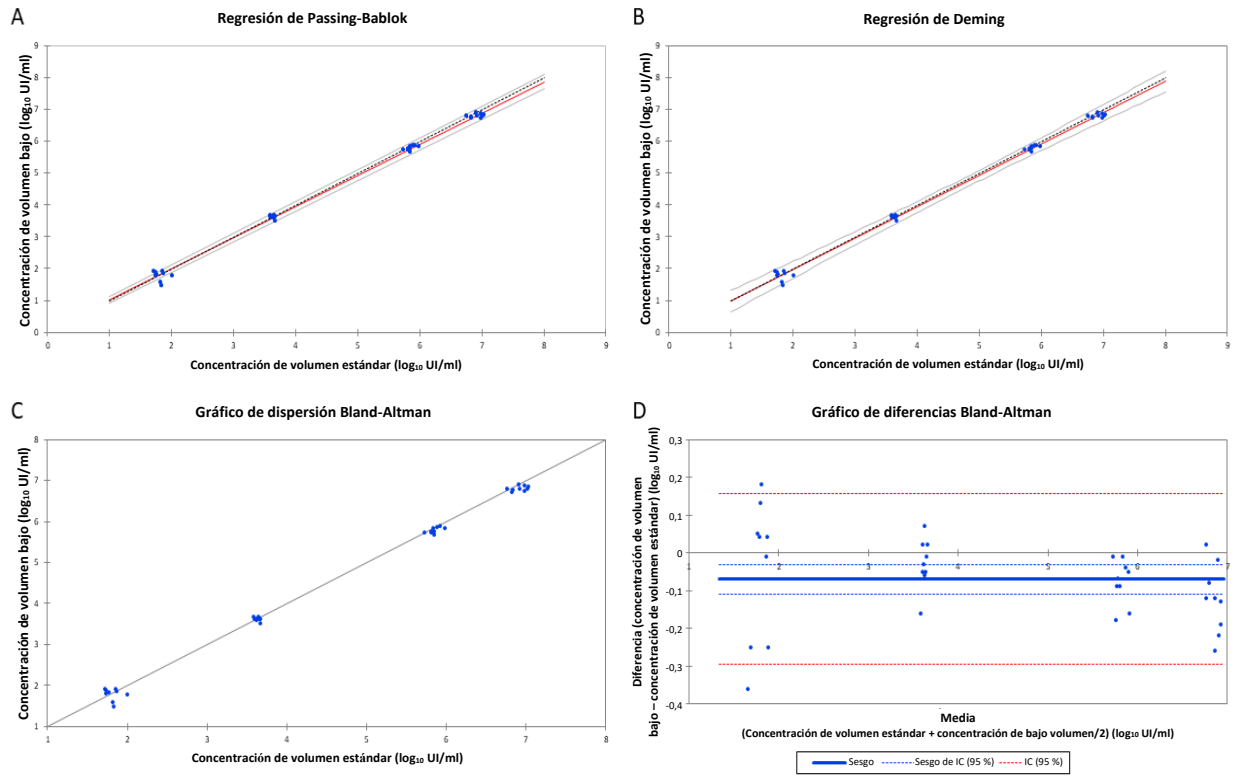 A
Regresión de Passing-Bablok
Concentración de volumen bajo (log₁₀ UI/ml)
9
8
7
6
5
4
3
2
1
0
0 1 2 3 4 5 6 7 8 9
Concentración de volumen estándar (log₁₀ UI/ml)
B
Regresión de Deming
Concentración de volumen bajo (log₁₀ UI/ml)
9
8
7
6
5
4
3
2
1
0
0 1 2 3 4 5 6 7 8 9
Concentración de volumen estándar (log₁₀ UI/ml)
C
Gráfico de dispersión Bland-Altman
Concentración de volumen bajo (log₁₀ UI/ml)
8
7
6
5
4
3
2
1
1 2 3 4 5 6 7 8
Concentración de volumen estándar (log₁₀ UI/ml)
D
Gráfico de diferencias Bland-Altman
Diferencia (concentración de volumen
bajo – concentración de volumen estándar) (log₁₀ UI/ml)
0,3
0,2
0,1
0
-0,1
-0,2
-0,3
-0,4
2 3 4 5 6 7
Media
(Concentración de volumen estándar + concentración de bajo volumen/2) (log₁₀ UI/ml)
Sesgo Sesgo de IC (95 %) IC (95 %)